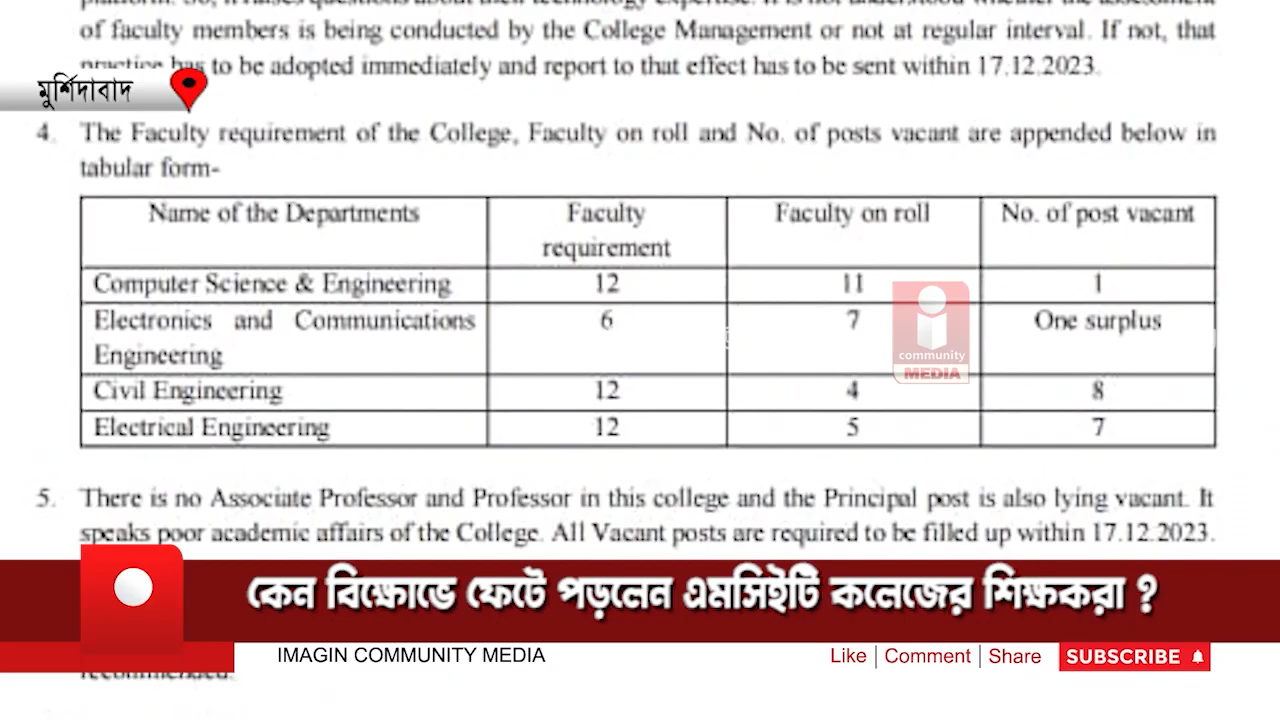 of faculty members is being conducted by the College Management or not at regular interval. If not, that
practice has to be adopted immediately and report to that effect has to be sent within 17.12.2023.
মুর্শিদাবাদ
4. The Faculty requirement of the College, Faculty on roll and No. of posts vacant are appended below in
tabular form-
Name of the Departments Faculty requirement Faculty on roll No. of post vacant
Computer Science & Engineering 12 11 1
Electronics and Communications Engineering 6 7 One surplus
Civil Engineering 12 4 8
Electrical Engineering 12 5 7
community
MEDIA
5. There is no Associate Professor and Professor in this college and the Principal post is also lying vacant. It
speaks poor academic affairs of the College. All Vacant posts are required to be filled up within 17.12.2023.
কেন বিক্ষোভে ফেটে পড়লেন এমসিইটি কলেজের শিক্ষকরা ?
IMAGIN COMMUNITY MEDIA
Like | Comment | Share SUBSCRIBE
recommended.